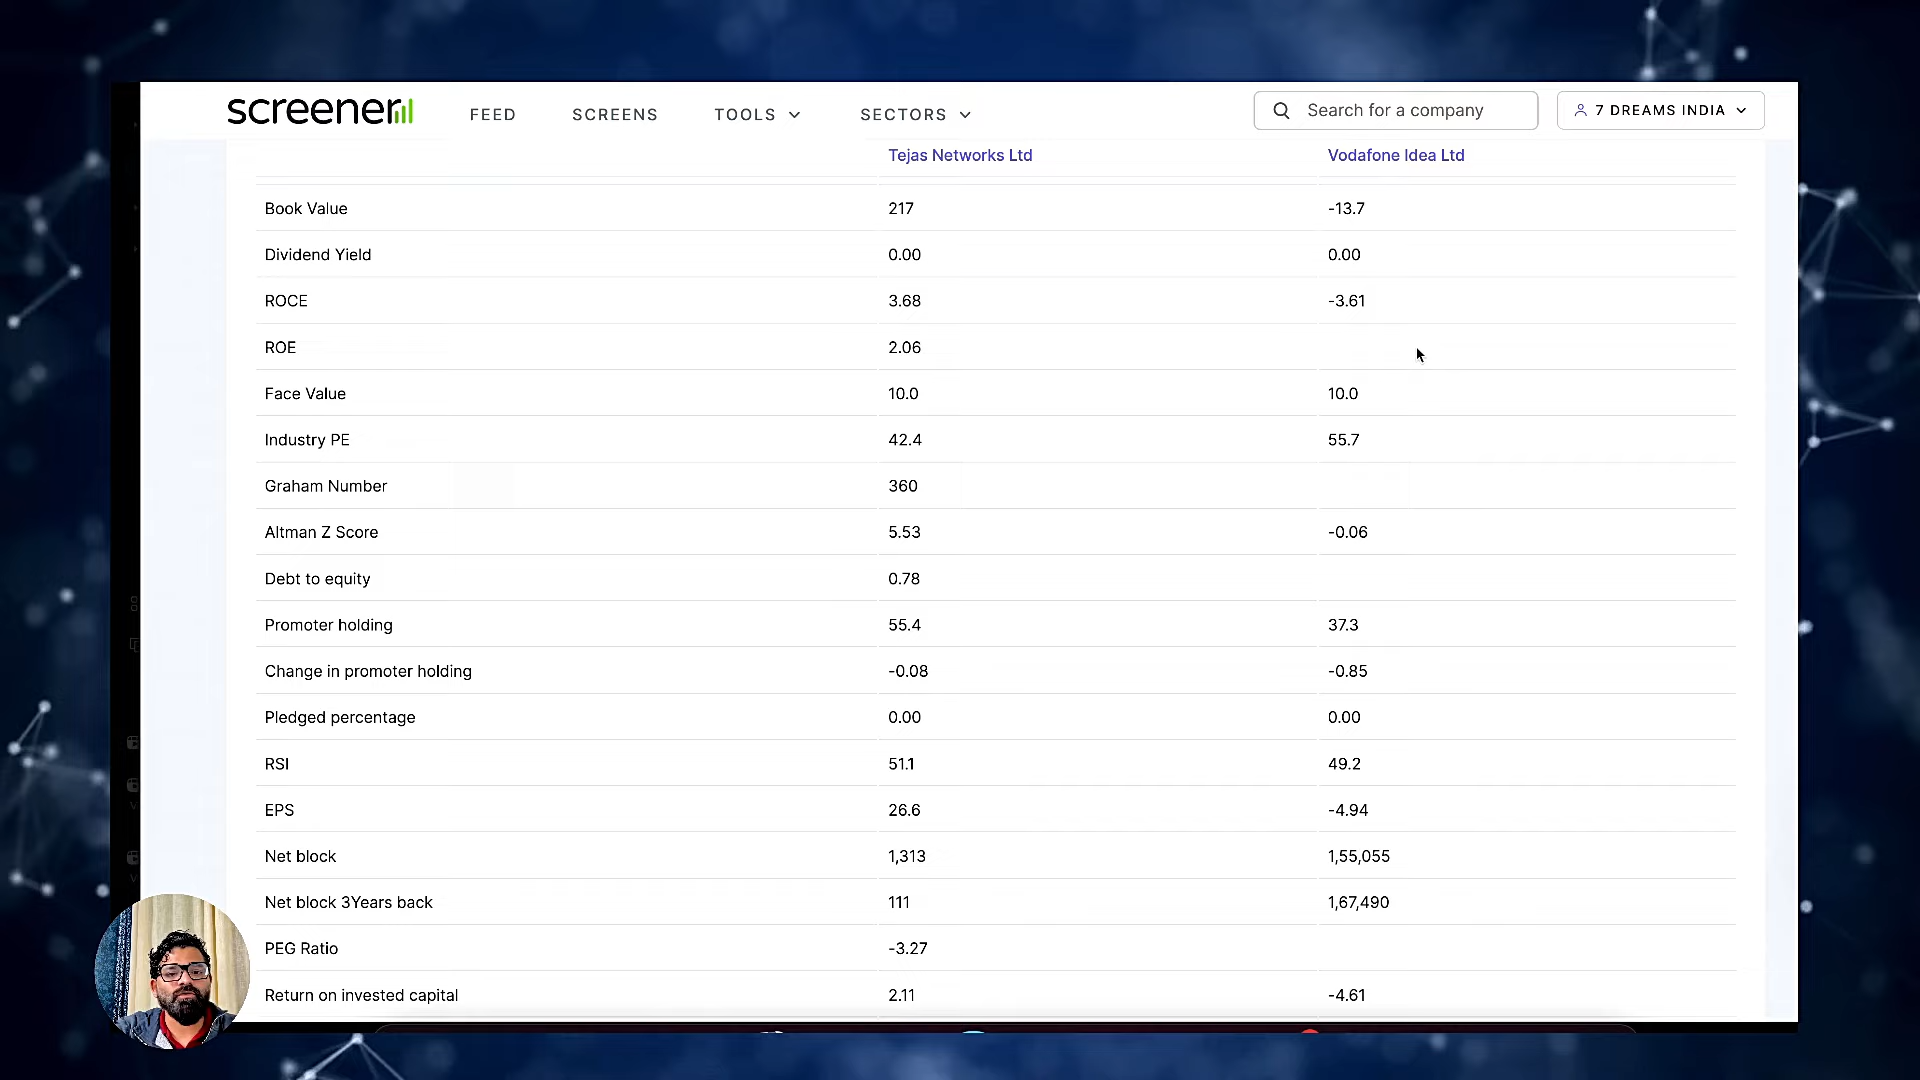 screener FEED SCREENS TOOLS SECTORS Search for a company 7 DREAMS INDIA
Tejas Networks Ltd Vodafone Idea Ltd
Book Value 217 -13.7
Dividend Yield 0.00 0.00
ROCE 3.68 -3.61
ROE 2.06
Face Value 10.0 10.0
Industry PE 42.4 55.7
Graham Number 360
Altman Z Score 5.53 -0.06
Debt to equity 0.78
Promoter holding 55.4 37.3
Change in promoter holding -0.08 -0.85
Pledged percentage 0.00 0.00
RSI 51.1 49.2
EPS 26.6 -4.94
Net block 1,313 1,55,055
Net block 3Years back 111 1,67,490
PEG Ratio -3.27
Return on invested capital 2.11 -4.61